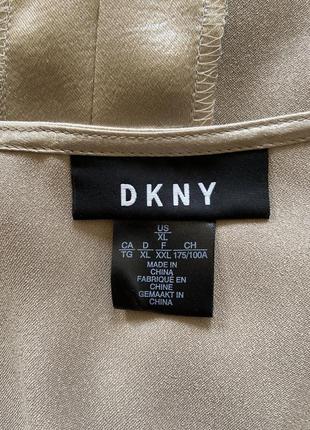 DKNY
US
XL
CA D F CH
TG XL XXL 175/100A
MADE IN
CHINA
FABRIQUÉ EN
CHINE
GEMAAKT IN
CHINA